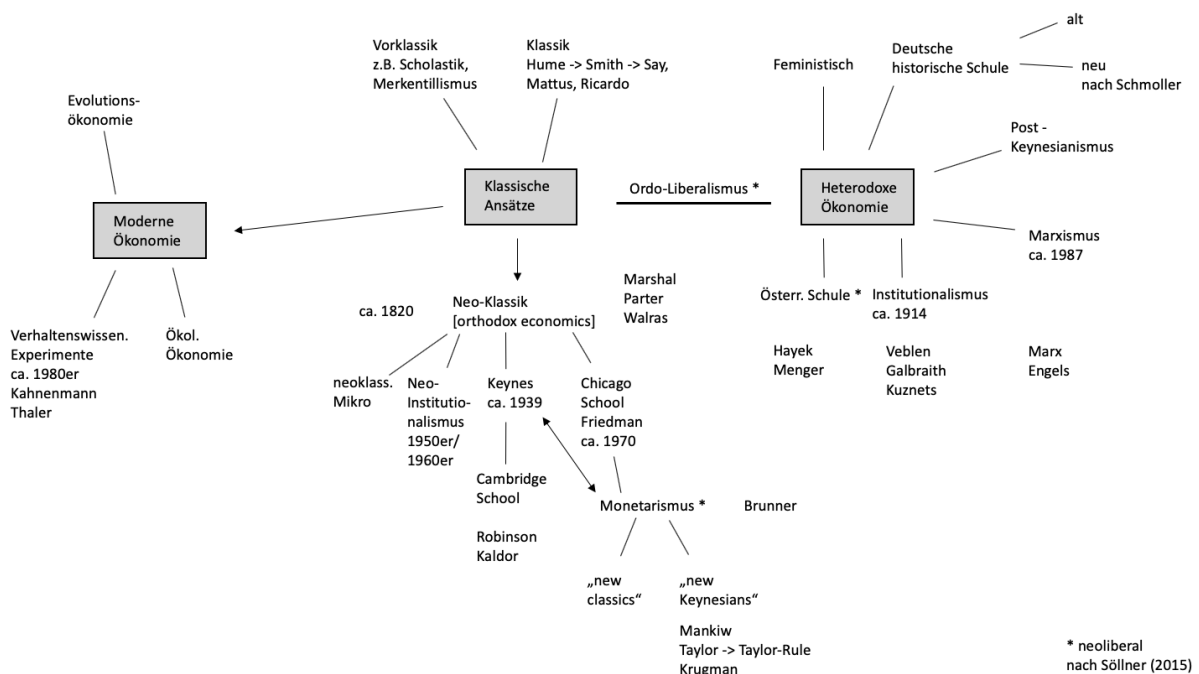 alt
Vorklassik
z.B. Scholastik,
Merkentillismus
Klassik
Hume -> Smith -> Say,
Mattus, Ricardo
Feministisch
Deutsche
historische Schule
neu
nach Schmoller
Evolutions-
ökonomie
Post -
Keynesianismus
Moderne
Ökonomie
Klassische
Ansätze
Ordo-Liberalismus *
Heterodoxe
Ökonomie
Marxismus
ca. 1987
Verhaltenswissen.
Experimente
ca. 1980er
Kahnenmann
Thaler
Ökol.
Ökonomie
ca. 1820
Neo-Klassik
[orthodox economics]
Marshal
Parter
Walras
Österr. Schule *
Hayek
Menger
Institutionalismus
ca. 1914
Veblen
Galbraith
Kuznets
Marx
Engels
neoklass.
Mikro
Neo-
Institutio-
nalismus
1950er/
1960er
Keynes
ca. 1939
Chicago
School
Friedman
ca. 1970
Cambridge
School
Robinson
Kaldor
Monetarismus *
Brunner
„new
classics“
„new
Keynesians“
Mankiw
Taylor -> Taylor-Rule
Krugman
* neoliberal
nach Söllner (2015)